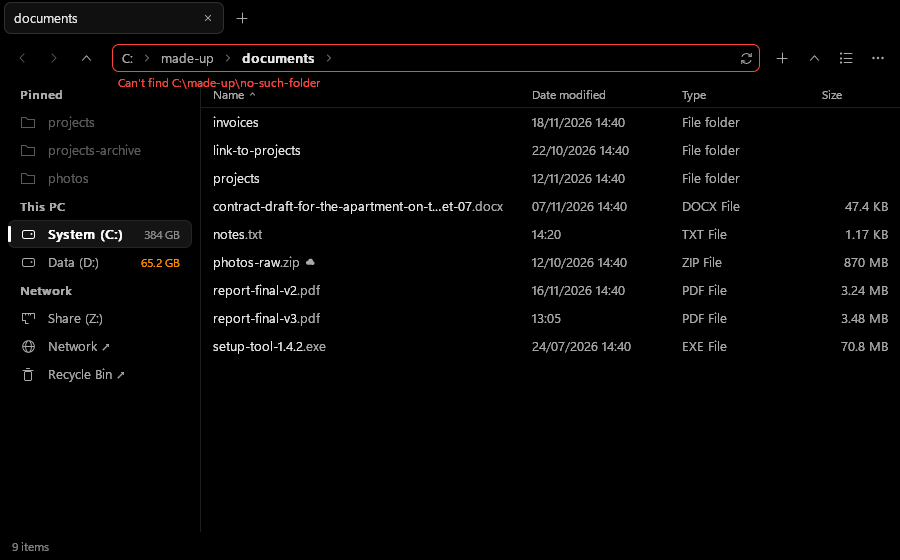 documents
C: made-up documents
Can't find C:\made-up\no-such-folder
Pinned
projects
projects-archive
photos
This PC
System (C:) 384 GB
Data (D:) 65.2 GB
Network
Share (Z:)
Network
Recycle Bin
Name Date modified Type Size
invoices 18/11/2026 14:40 File folder
link-to-projects 22/10/2026 14:40 File folder
projects 12/11/2026 14:40 File folder
contract-draft-for-the-apartment-on-t...et-07.docx 07/11/2026 14:40 DOCX File 47.4 KB
notes.txt 14:20 TXT File 1.17 KB
photos-raw.zip 12/10/2026 14:40 ZIP File 870 MB
report-final-v2.pdf 16/11/2026 14:40 PDF File 3.24 MB
report-final-v3.pdf 13:05 PDF File 3.48 MB
setup-tool-1.4.2.exe 24/07/2026 14:40 EXE File 70.8 MB
9 items